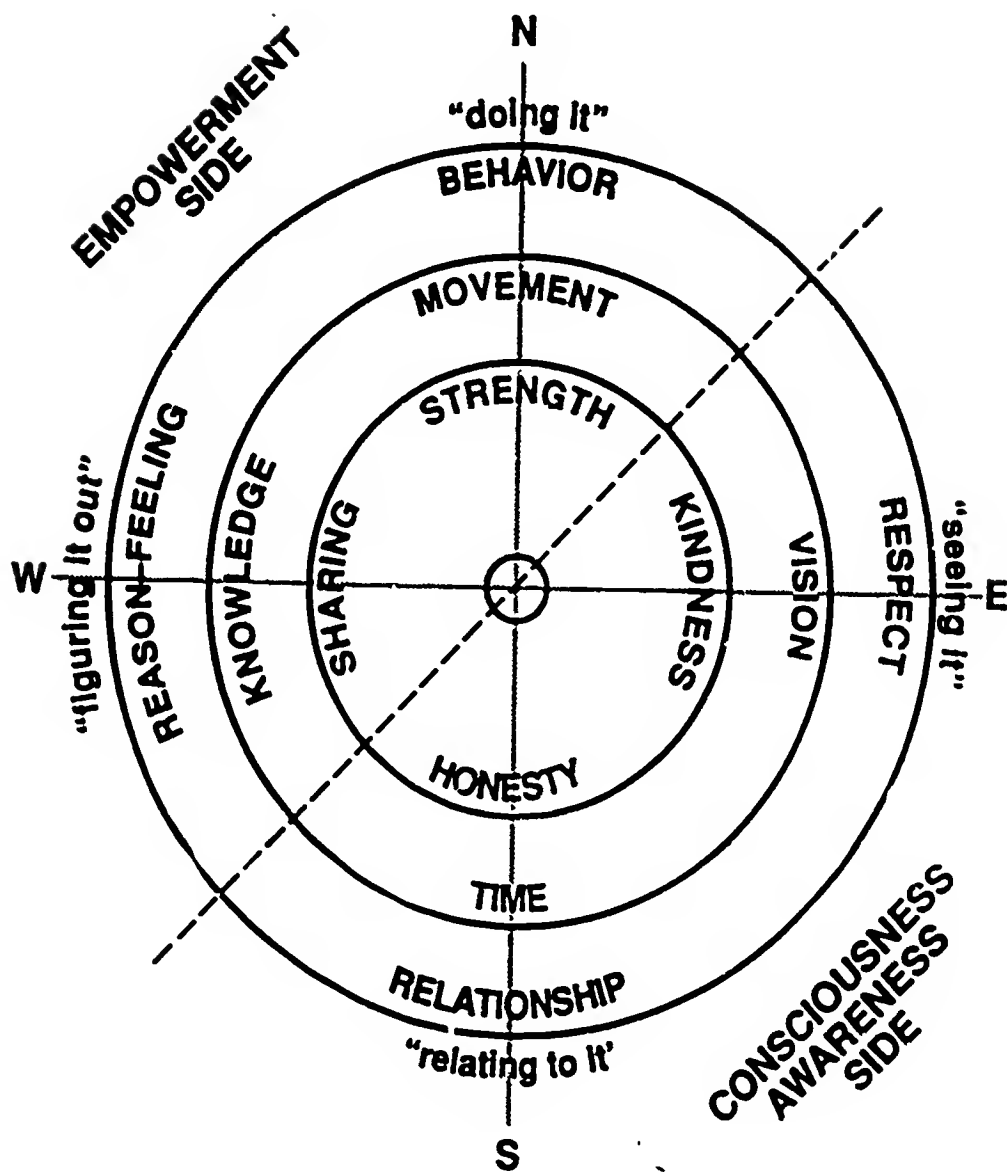 N
EMPOWERMENT
SIDE
“doing it”
BEHAVIOR
MOVEMENT
STRENGTH
W
“figuring it out”
REASON-FEELING
KNOWLEDGE
SHARING
KINDNESS
VISION
RESPECT
“seeing it”
E
HONESTY
TIME
RELATIONSHIP
“relating to it’
CONSCIOUSNESS
AWARENESS
SIDE
S